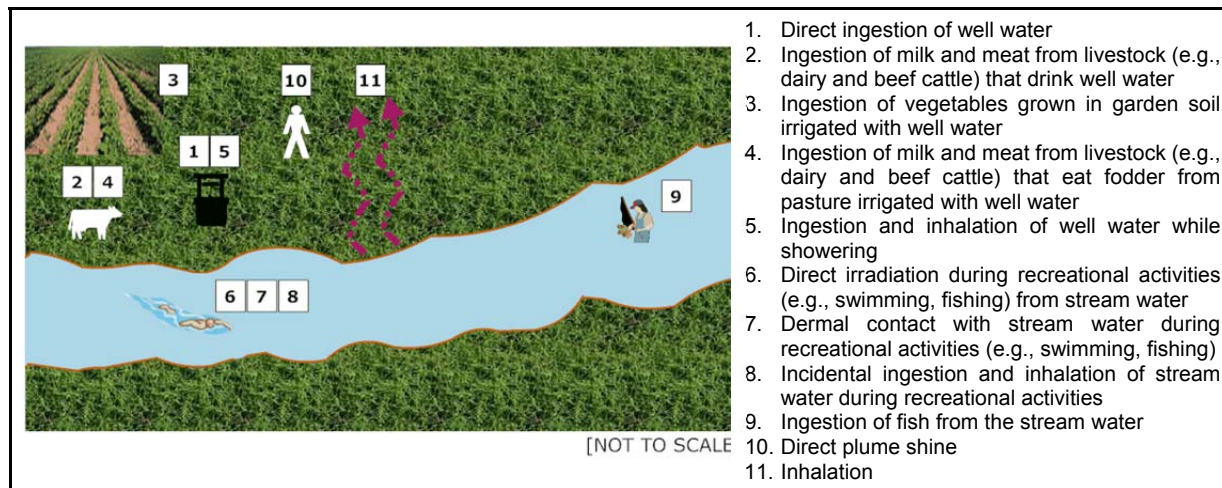 3
10
11
1 5
2 4
9
6 7 8
[NOT TO SCALE
1. Direct ingestion of well water
2. Ingestion of milk and meat from livestock (e.g.,
dairy and beef cattle) that drink well water
3. Ingestion of vegetables grown in garden soil
irrigated with well water
4. Ingestion of milk and meat from livestock (e.g.,
dairy and beef cattle) that eat fodder from
pasture irrigated with well water
5. Ingestion and inhalation of well water while
showering
6. Direct irradiation during recreational activities
(e.g., swimming, fishing) from stream water
7. Dermal contact with stream water during
recreational activities (e.g., swimming, fishing)
8. Incidental ingestion and inhalation of stream
water during recreational activities
9. Ingestion of fish from the stream water
10. Direct plume shine
11. Inhalation